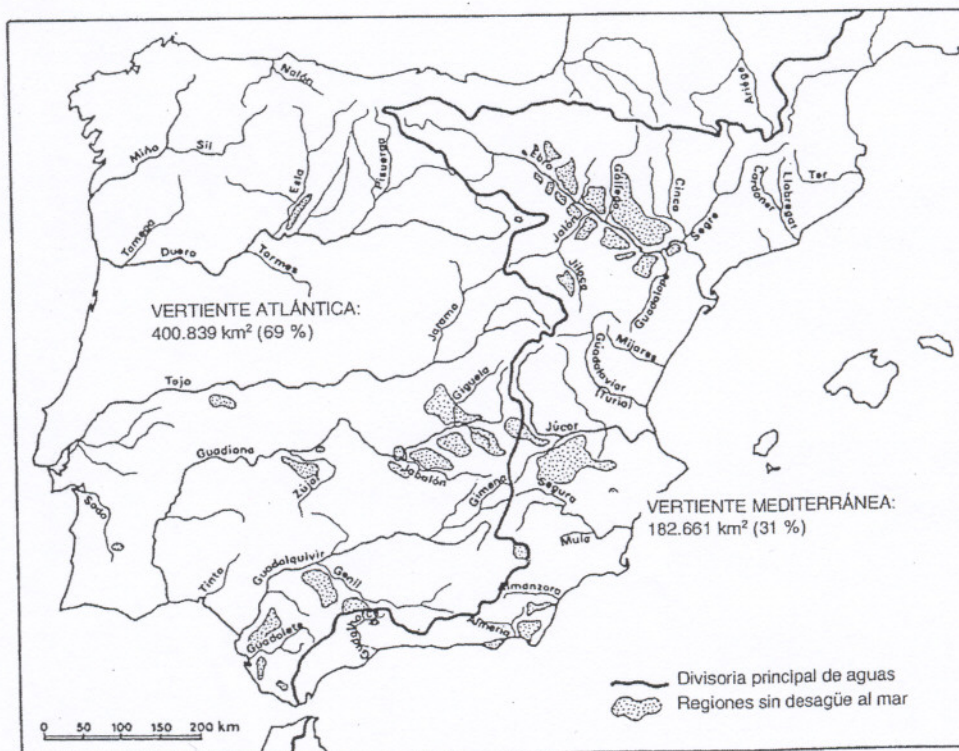 Nalón
Ariége
Miño
Sil
Esla
Pisuerga
Ebro
Gállego
Cinca
Segre
Cardoner
Llobregat
Ter
Tamega
Duero
Tormes
Jalón
Jiloca
Guadalope
VERTIENTE ATLÁNTICA:
400.839 km² (69 %)
Jarama
Mijares
Guadalaviar
(Turia)
Tajo
Giguela
Júcar
Guadiana
Zújar
Jabalón
Gimena
Segura
VERTIENTE MEDITERRÁNEA:
182.661 km² (31 %)
Sado
Mula
Tinto
Guadalquivir
Genil
Almanzora
Almería
Guadalete
Divisoria principal de aguas
Regiones sin desagüe al mar
0 50 100 150 200 km